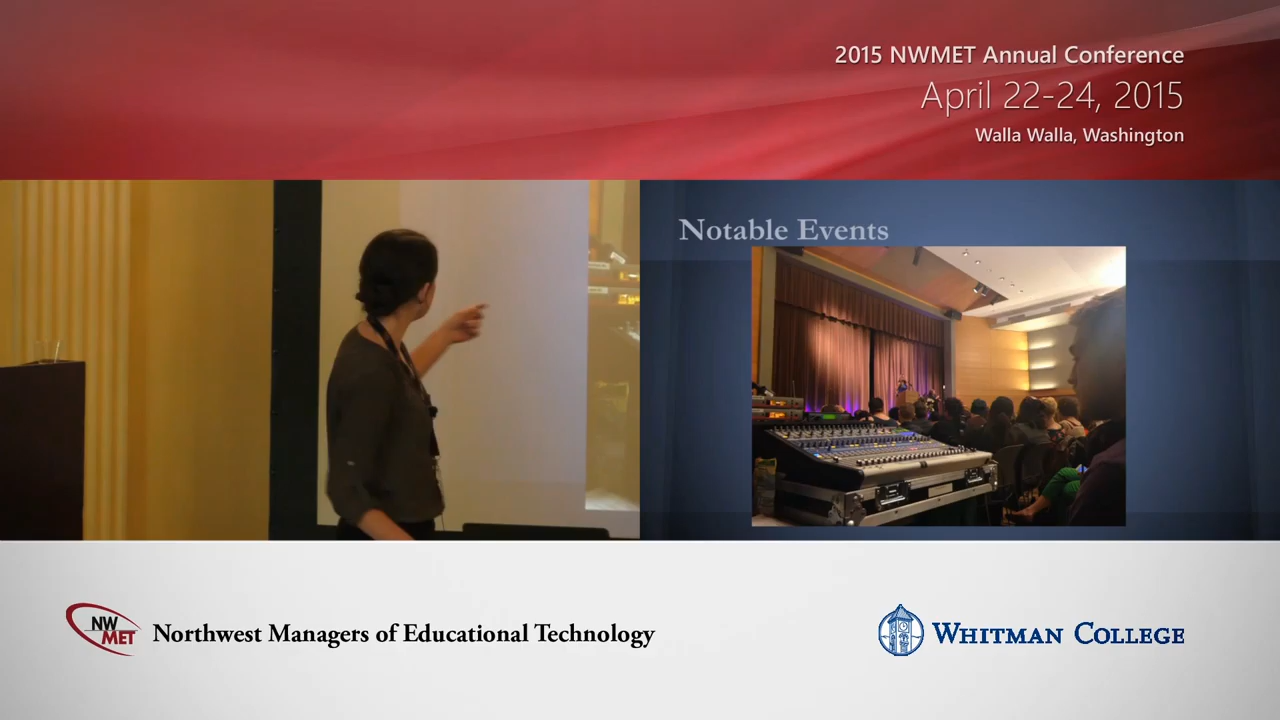 2015 NWMET Annual Conference
April 22-24, 2015
Walla Walla, Washington
Notable Events
NW
MET
Northwest Managers of Educational Technology
WHITMAN COLLEGE